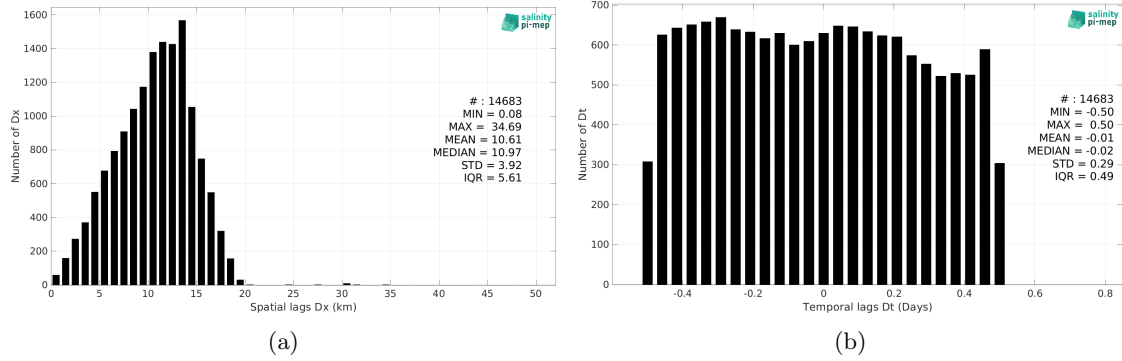 salinity
pi-mep
1600
1400
1200
1000
800
600
400
200
0
Number of Dx
# : 14683
MIN = 0.08
MAX = 34.69
MEAN = 10.61
MEDIAN = 10.97
STD = 3.92
IQR = 5.61
0 5 10 15 20 25 30 35 40 45 50
Spatial lags Dx (km)
(a)
salinity
pi-mep
700
600
500
400
300
200
100
0
Number of Dt
# : 14683
MIN = -0.50
MAX = 0.50
MEAN = -0.01
MEDIAN = -0.02
STD = 0.29
IQR = 0.49
-0.4 -0.2 0 0.2 0.4 0.6 0.8
Temporal lags Dt (Days)
(b)